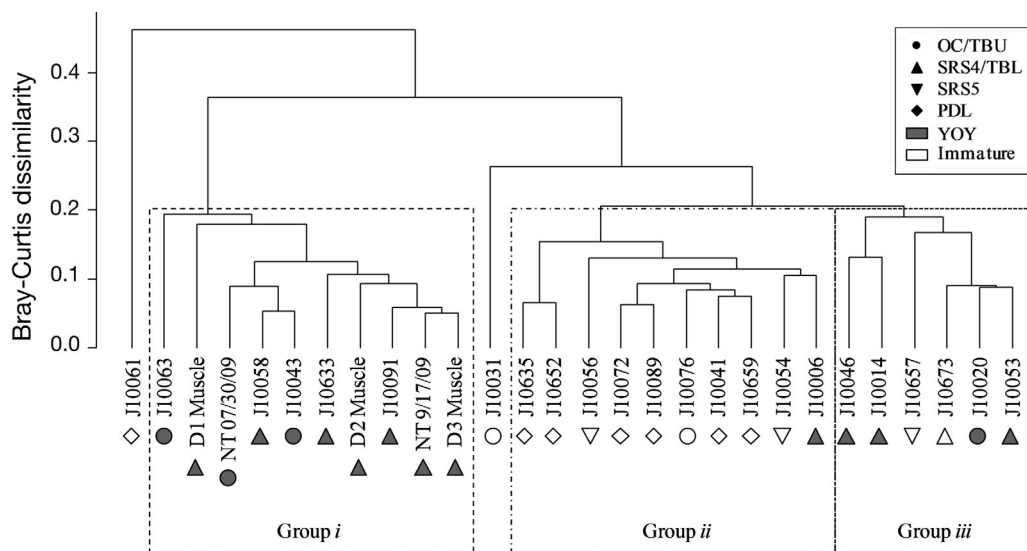 Bray-Curtis dissimilarity
0.4
0.3
0.2
0.1
0.0
OC/TBU
SRS4/TBL
SRS5
PDL
YOY
Immature
J10061
J10063
D1 Muscle
NT 07/30/09
J10058
J10043
J10633
D2 Muscle
J10091
NT 9/17/09
D3 Muscle
J10031
J10635
J10652
J10056
J10072
J10089
J10076
J10041
J10659
J10054
J10006
J10046
J10014
J10657
J10673
J10020
J10053
Group i
Group ii
Group iii